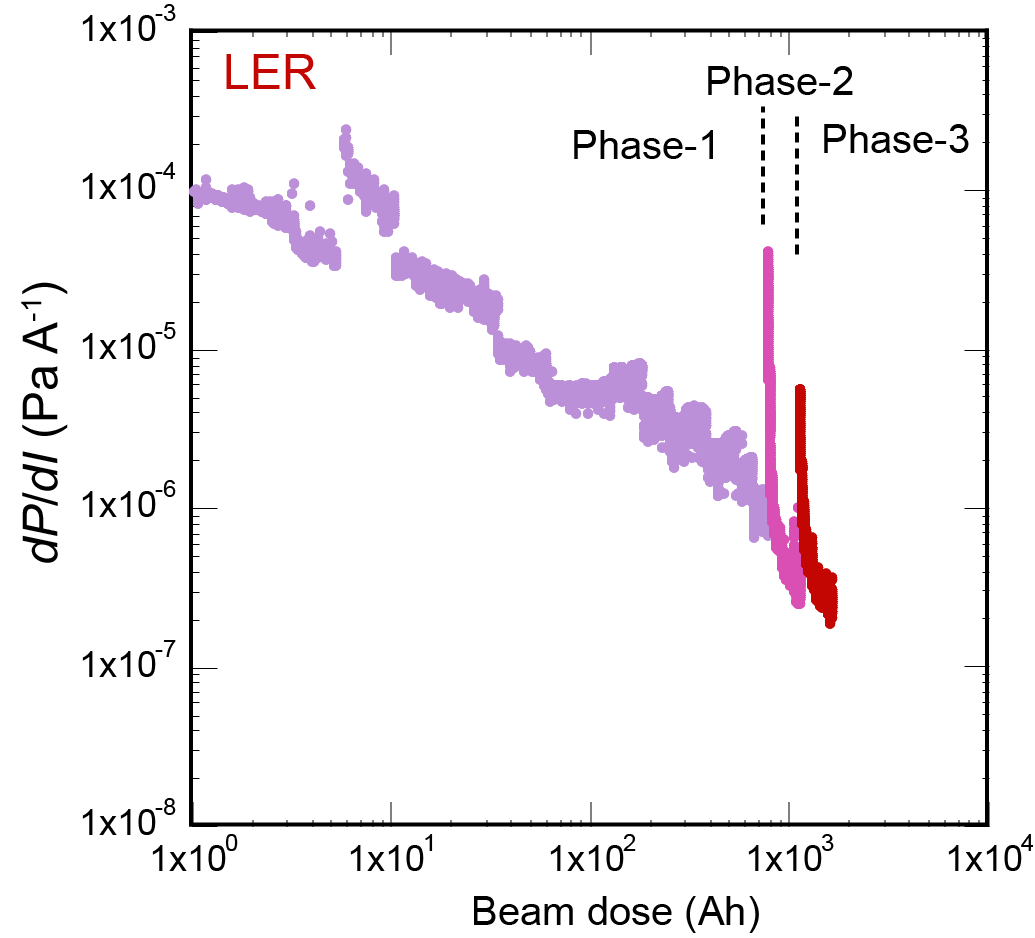 LER
Phase-1
Phase-2
Phase-3
dP/dI (Pa A⁻¹)
1x10⁻³
1x10⁻⁴
1x10⁻⁵
1x10⁻⁶
1x10⁻⁷
1x10⁻⁸
1x10⁰ 1x10¹ 1x10² 1x10³ 1x10⁴
Beam dose (Ah)